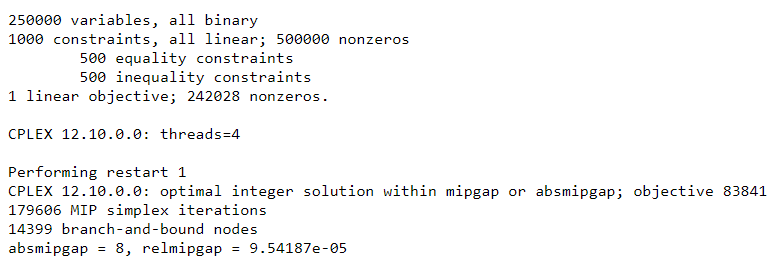 250000 variables, all binary
1000 constraints, all linear; 500000 nonzeros
500 equality constraints
500 inequality constraints
1 linear objective; 242028 nonzeros.
CPLEX 12.10.0.0: threads=4
Performing restart 1
CPLEX 12.10.0.0: optimal integer solution within mipgap or absmipgap; objective 83841
179606 MIP simplex iterations
14399 branch-and-bound nodes
absmipgap = 8, relmipgap = 9.54187e-05